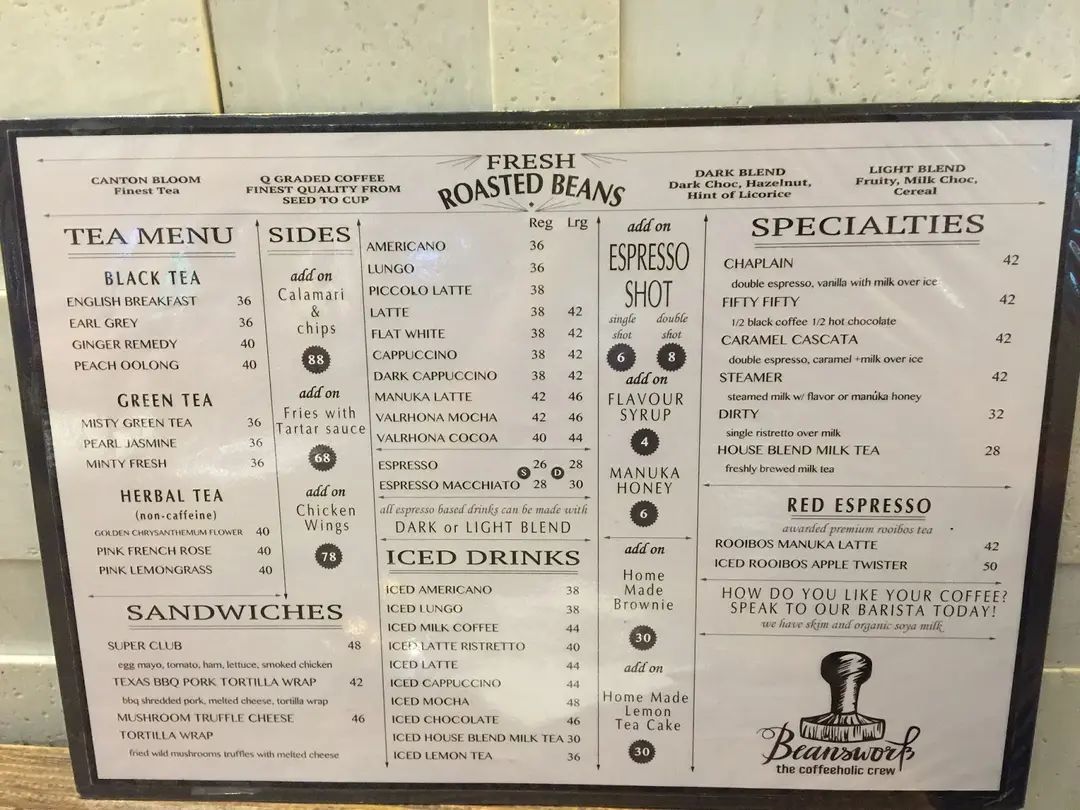 FRESH
ROASTED BEANS
CANTON BLOOM
Finest Tea
Q GRADED COFFEE
FINEST QUALITY FROM
SEED TO CUP
DARK BLEND
Dark Choc, Hazelnut,
Hint of Licorice
LIGHT BLEND
Fruity, Milk Choc,
Cereal
TEA MENU
BLACK TEA
ENGLISH BREAKFAST 36
EARL GREY 36
GINGER REMEDY 40
PEACH OOLONG 40
GREEN TEA
MISTY GREEN TEA 36
PEARL JASMINE 36
MINTY FRESH 36
HERBAL TEA
(non-caffeine)
GOLDEN CHRYSANTHEMUM FLOWER 40
PINK FRENCH ROSE 40
PINK LEMONGRASS 40
SIDES
add on
Calamari
&
chips
88
add on
Fries with
Tartar sauce
68
add on
Chicken
Wings
78
SANDWICHES
SUPER CLUB 48
egg mayo, tomato, ham, lettuce, smoked chicken
TEXAS BBQ PORK TORTILLA WRAP 42
bbq shredded pork, melted cheese, tortilla wrap
MUSHROOM TRUFFLE CHEESE 46
TORTILLA WRAP
fried wild mushrooms truffles with melted cheese
Reg Lrg
AMERICANO 36
LUNGO 36
PICCOLO LATTE 38
LATTE 38 42
FLAT WHITE 38 42
CAPPUCCINO 38 42
DARK CAPPUCCINO 38 42
MANUKA LATTE 42 46
VALRHONA MOCHA 42 46
VALRHONA COCOA 40 44
ESPRESSO 26 28
S D
ESPRESSO MACCHIATO 28 30
all espresso based drinks can be made with
DARK or LIGHT BLEND
ICED DRINKS
ICED AMERICANO 38
ICED LUNGO 38
ICED MILK COFFEE 44
ICED LATTE RISTRETTO 40
ICED LATTE 44
ICED CAPPUCCINO 44
ICED MOCHA 48
ICED CHOCOLATE 46
ICED HOUSE BLEND MILK TEA 30
ICED LEMON TEA 36
add on
ESPRESSO
SHOT
single double
shot shot
6 8
add on
FLAVOUR
SYRUP
4
MANUKA
HONEY
6
add on
Home
Made
Brownie
30
add on
Home Made
Lemon
Tea Cake
30
SPECIALTIES
CHAPLAIN 42
double espresso, vanilla with milk over ice
FIFTY FIFTY 42
1/2 black coffee 1/2 hot chocolate
CARAMEL CASCATA 42
double espresso, caramel +milk over ice
STEAMER 42
steamed milk w/ flavor or manuka honey
DIRTY 32
single ristretto over milk
HOUSE BLEND MILK TEA 28
freshly brewed milk tea
RED ESPRESSO
awarded premium rooibos tea
ROOIBOS MANUKA LATTE 42
ICED ROOIBOS APPLE TWISTER 50
HOW DO YOU LIKE YOUR COFFEE?
SPEAK TO OUR BARISTA TODAY!
we have skim and organic soya milk
Beanswork
the coffeeholic crew